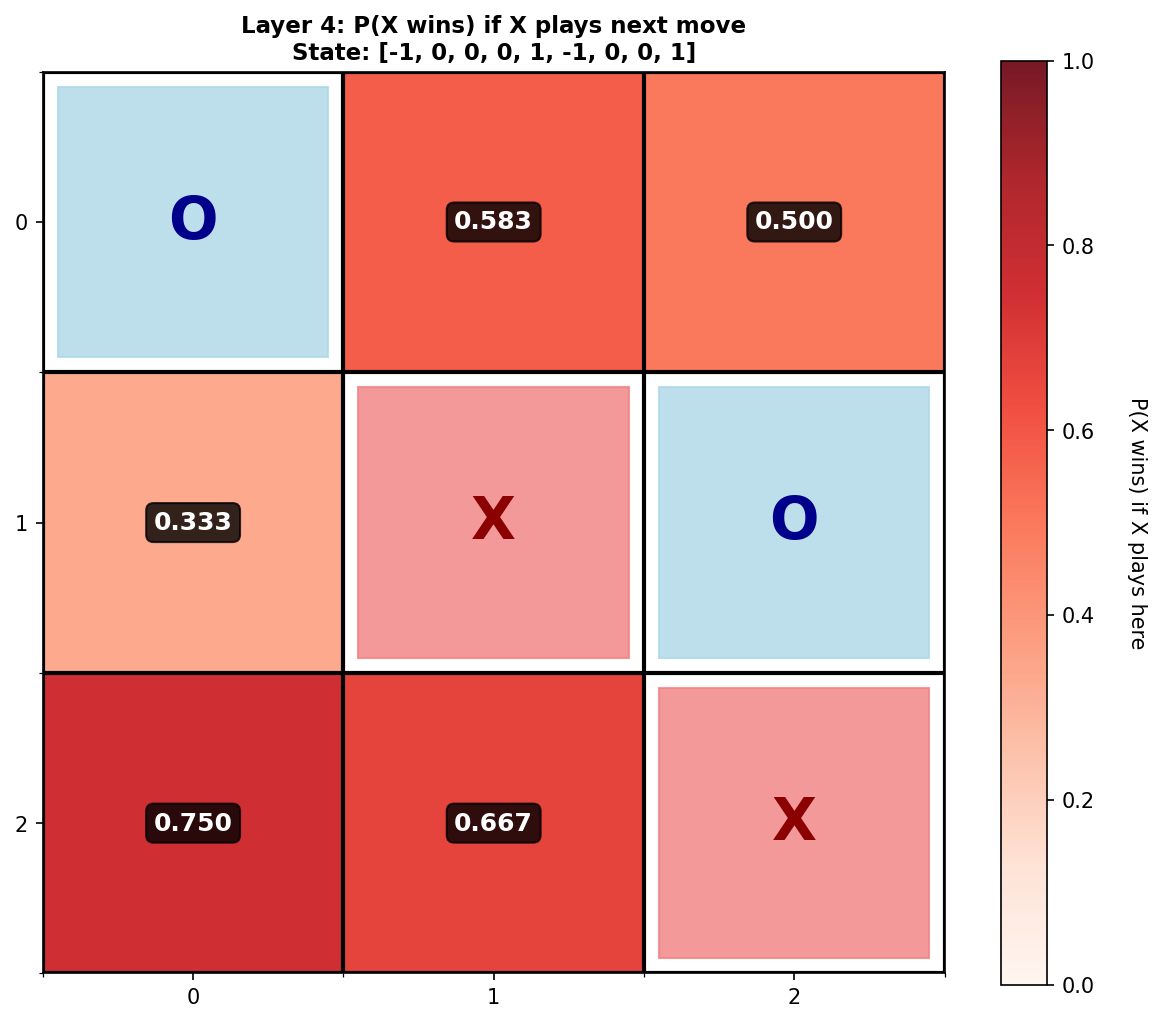 Layer 4: P(X wins) if X plays next move
State: [-1, 0, 0, 0, 1, -1, 0, 0, 1]
0
O
0.583
0.500
1
0.333
X
O
2
0.750
0.667
X
0
1
2
1.0
0.8
0.6
0.4
0.2
0.0
P(X wins) if X plays here